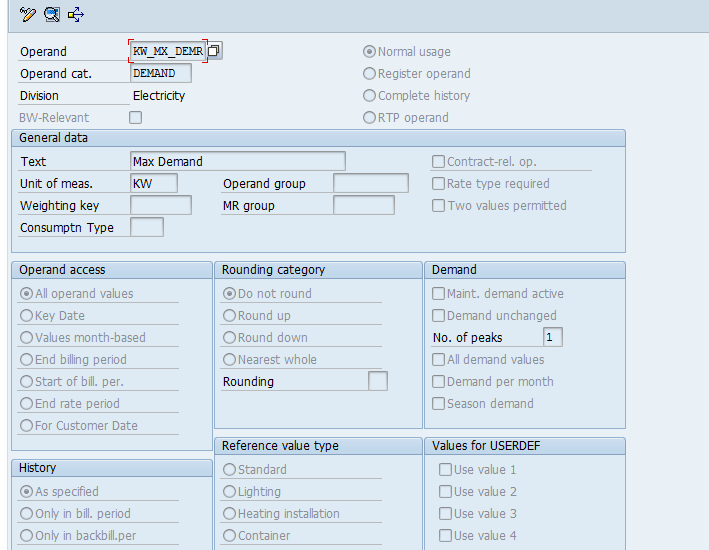 Operand KW_MX_DEMR Normal usage
Operand cat. DEMAND Register operand
Division Electricity Complete history
BW-Relevant RTP operand
General data
Text Max Demand Contract-rel. op.
Unit of meas. KW Operand group Rate type required
Weighting key MR group Two values permitted
Consumptn Type
Operand access
All operand values
Key Date
Values month-based
End billing period
Start of bill. per.
End rate period
For Customer Date
Rounding category
Do not round
Round up
Round down
Nearest whole
Rounding
Demand
Maint. demand active
Demand unchanged
No. of peaks 1
All demand values
Demand per month
Season demand
History
As specified
Only in bill. period
Only in backbill.per
Reference value type
Standard
Lighting
Heating installation
Container
Values for USERDEF
Use value 1
Use value 2
Use value 3
Use value 4